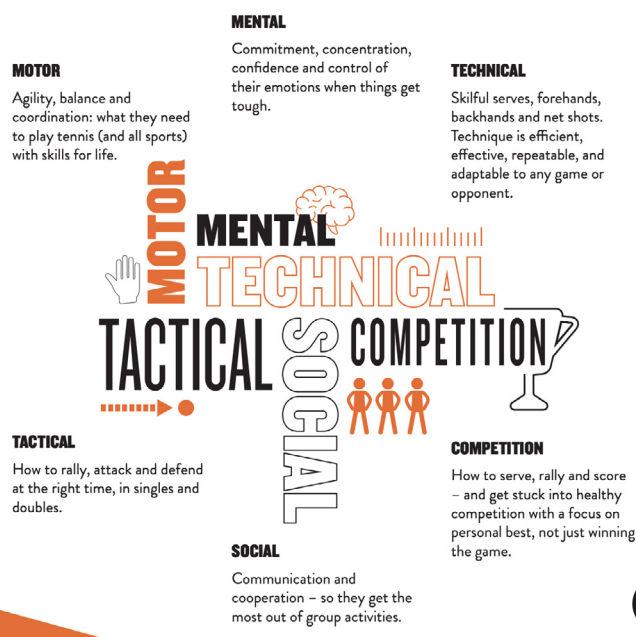 MENTAL
Commitment, concentration,
confidence and control of
their emotions when things get
tough.
MOTOR
Agility, balance and
coordination: what they need
to play tennis (and all sports)
with skills for life.
TECHNICAL
Skilful serves, forehands,
backhands and net shots.
Technique is efficient,
effective, repeatable, and
adaptable to any game or
opponent.
MOTOR
MENTAL
TECHNICAL
TACTICAL
SOCIAL
COMPETITION
TACTICAL
How to rally, attack and defend
at the right time, in singles and
doubles.
COMPETITION
How to serve, rally and score
– and get stuck into healthy
competition with a focus on
personal best, not just winning
the game.
SOCIAL
Communication and
cooperation – so they get the
most out of group activities.